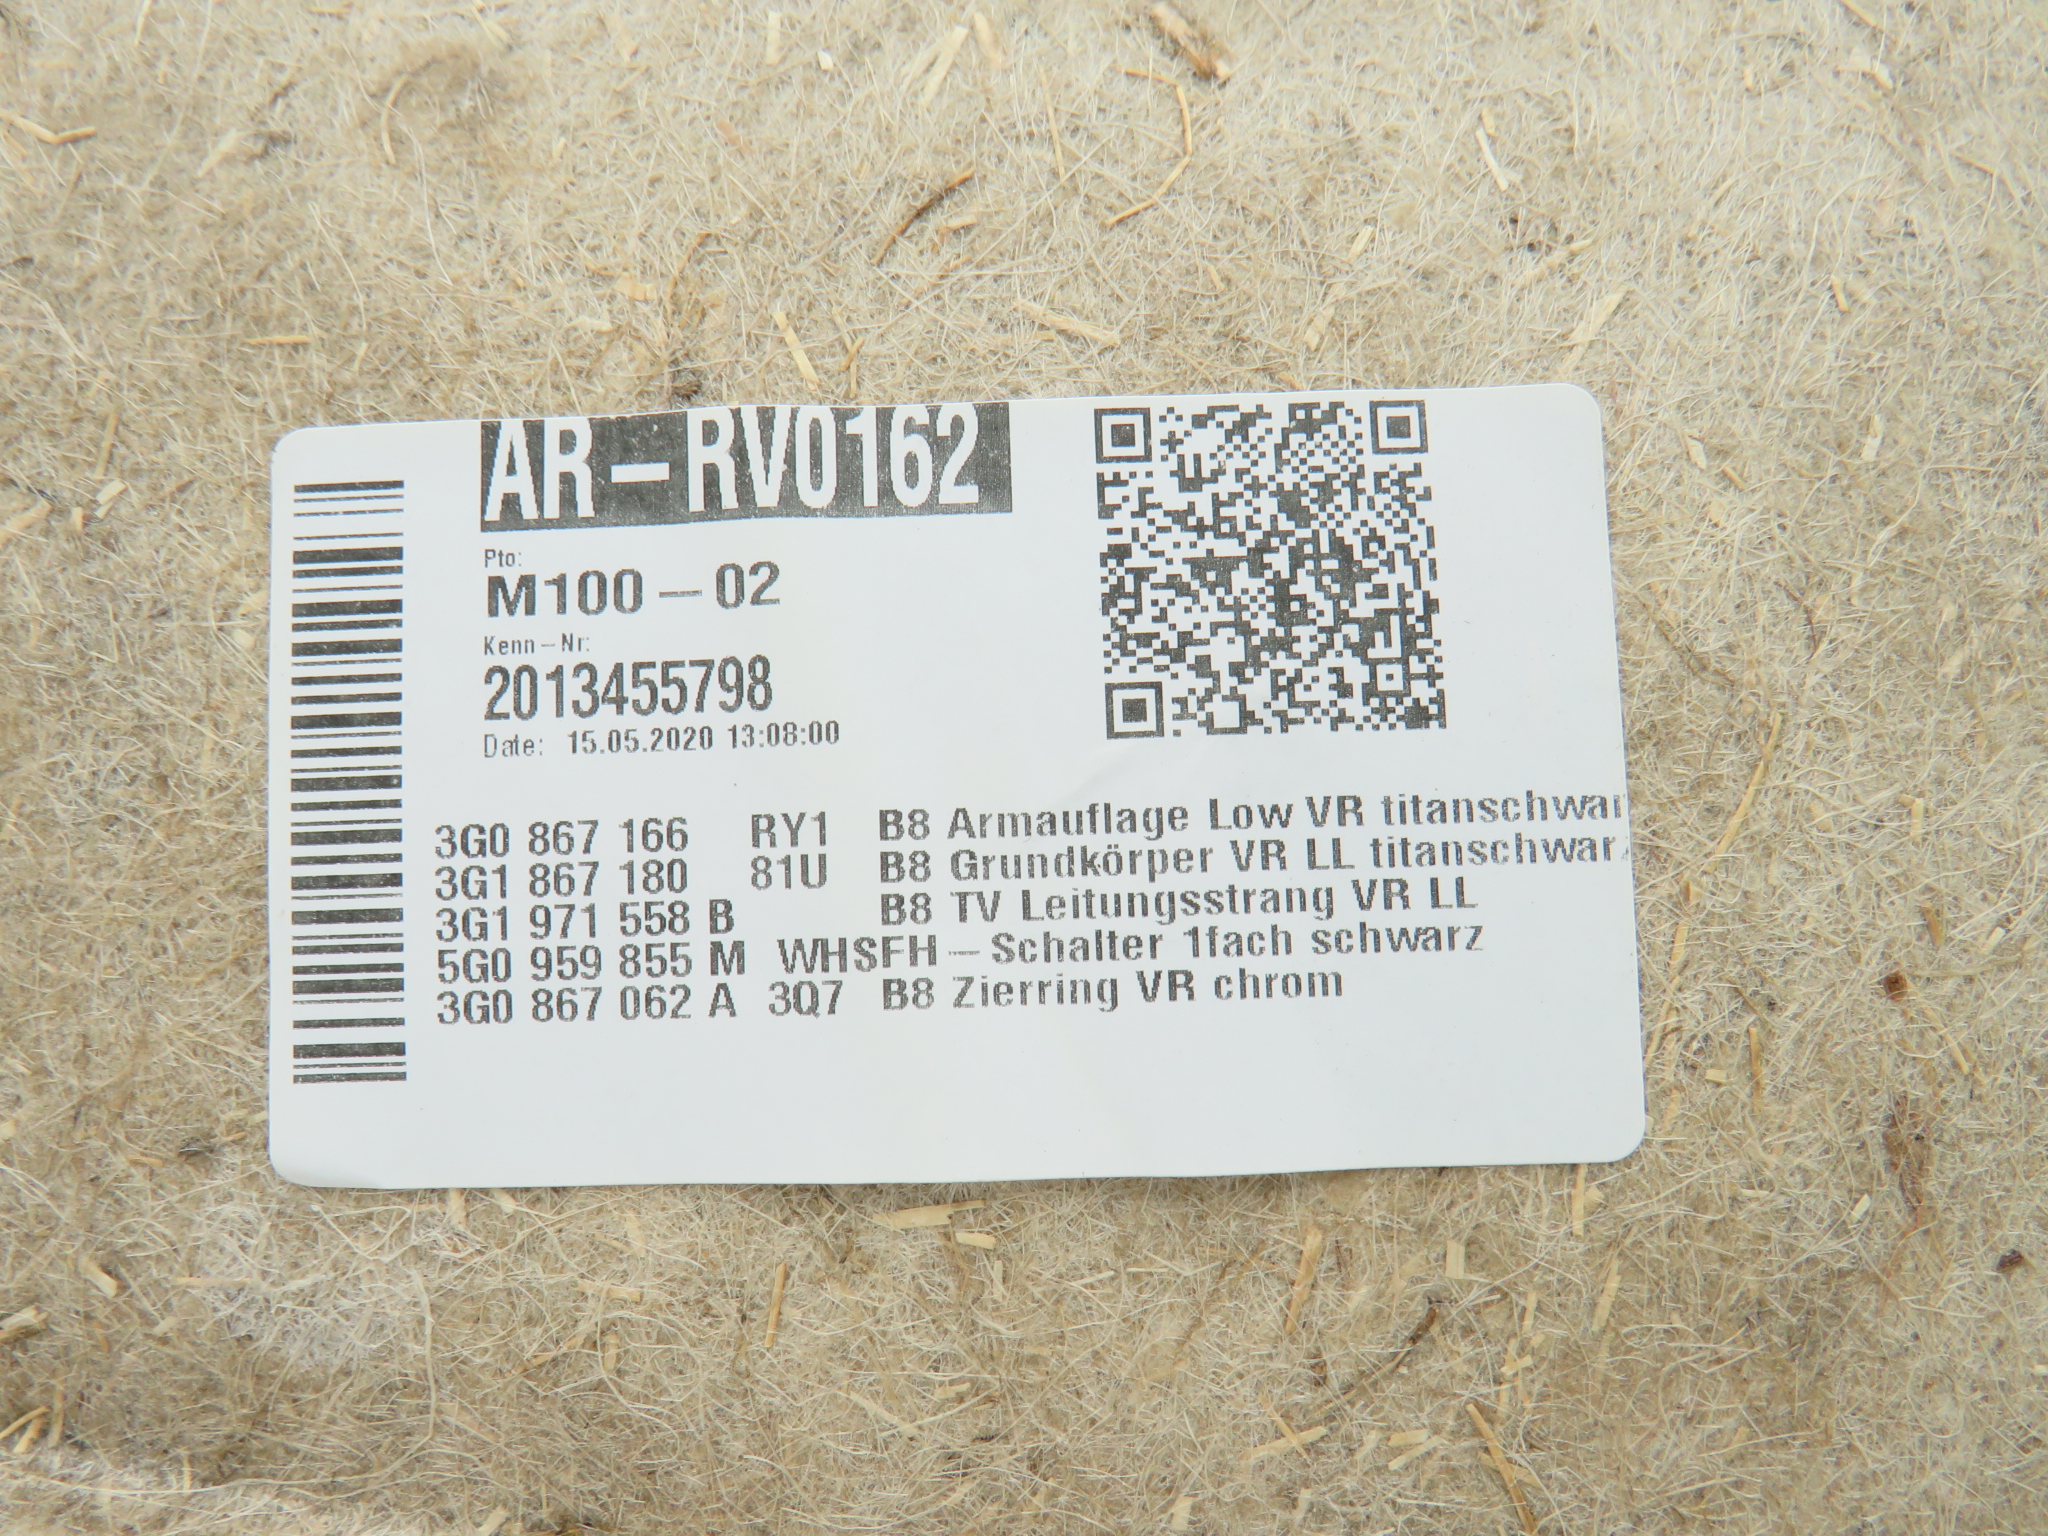 AR-RV0162
Pto:
M100-02
Kenn-Nr:
2013455798
Date: 15.05.2020 13:08:00
3G0 867 166 RY1 B8 Armauflage Low VR titanschwar
3G1 867 180 81U B8 Grundkörper VR LL titanschwarz
3G1 971 558 B B8 TV Leitungsstrang VR LL
5G0 959 855 M WHSFH-Schalter 1fach schwarz
3G0 867 062 A 3Q7 B8 Zierring VR chrom